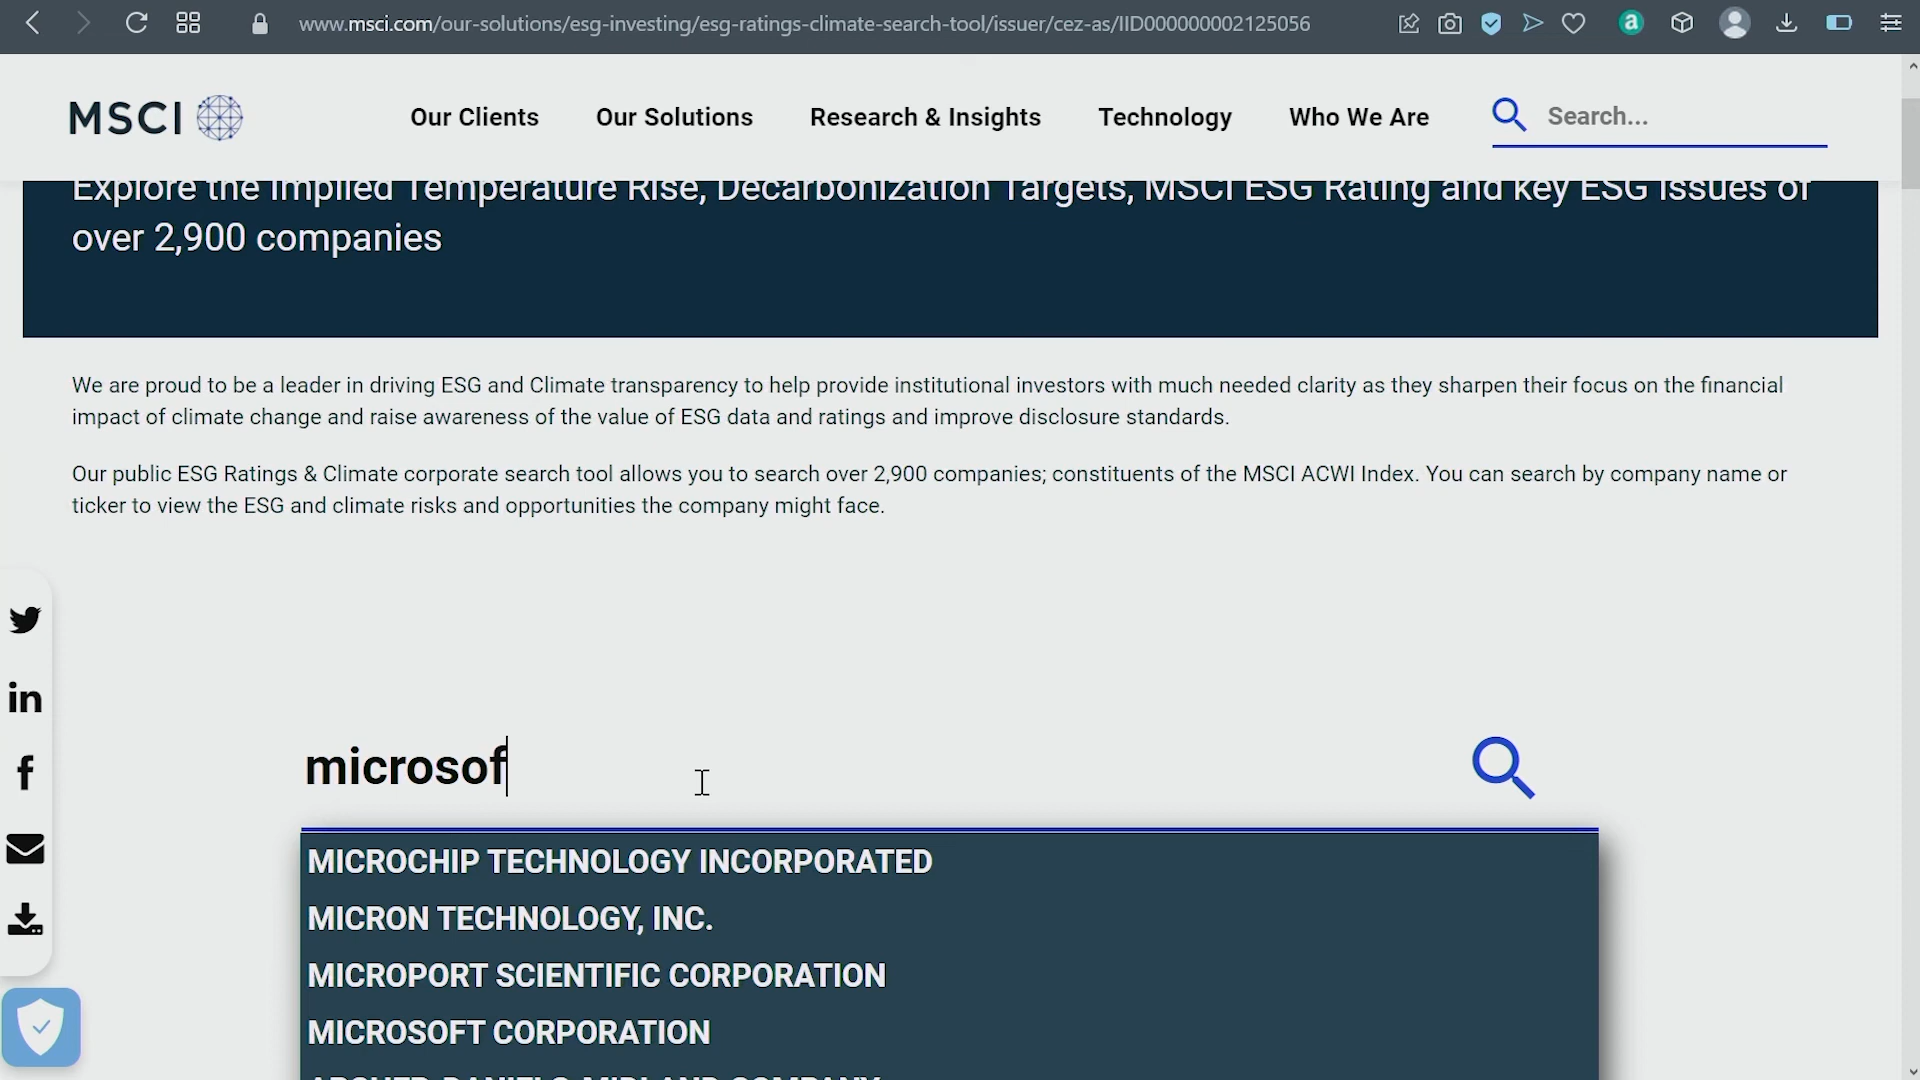 www.msci.com/our-solutions/esg-investing/esg-ratings-climate-search-tool/issuer/cez-as/IID000000002125056
MSCI
Our Clients
Our Solutions
Research & Insights
Technology
Who We Are
Search...
Explore the Implied Temperature Rise, Decarbonization Targets, MSCI ESG Rating and key ESG issues of
over 2,900 companies
We are proud to be a leader in driving ESG and Climate transparency to help provide institutional investors with much needed clarity as they sharpen their focus on the financial
impact of climate change and raise awareness of the value of ESG data and ratings and improve disclosure standards.
Our public ESG Ratings & Climate corporate search tool allows you to search over 2,900 companies; constituents of the MSCI ACWI Index. You can search by company name or
ticker to view the ESG and climate risks and opportunities the company might face.
microsof
MICROCHIP TECHNOLOGY INCORPORATED
MICRON TECHNOLOGY, INC.
MICROPORT SCIENTIFIC CORPORATION
MICROSOFT CORPORATION
ARCHER-DANIELS-MIDLAND COMPANY